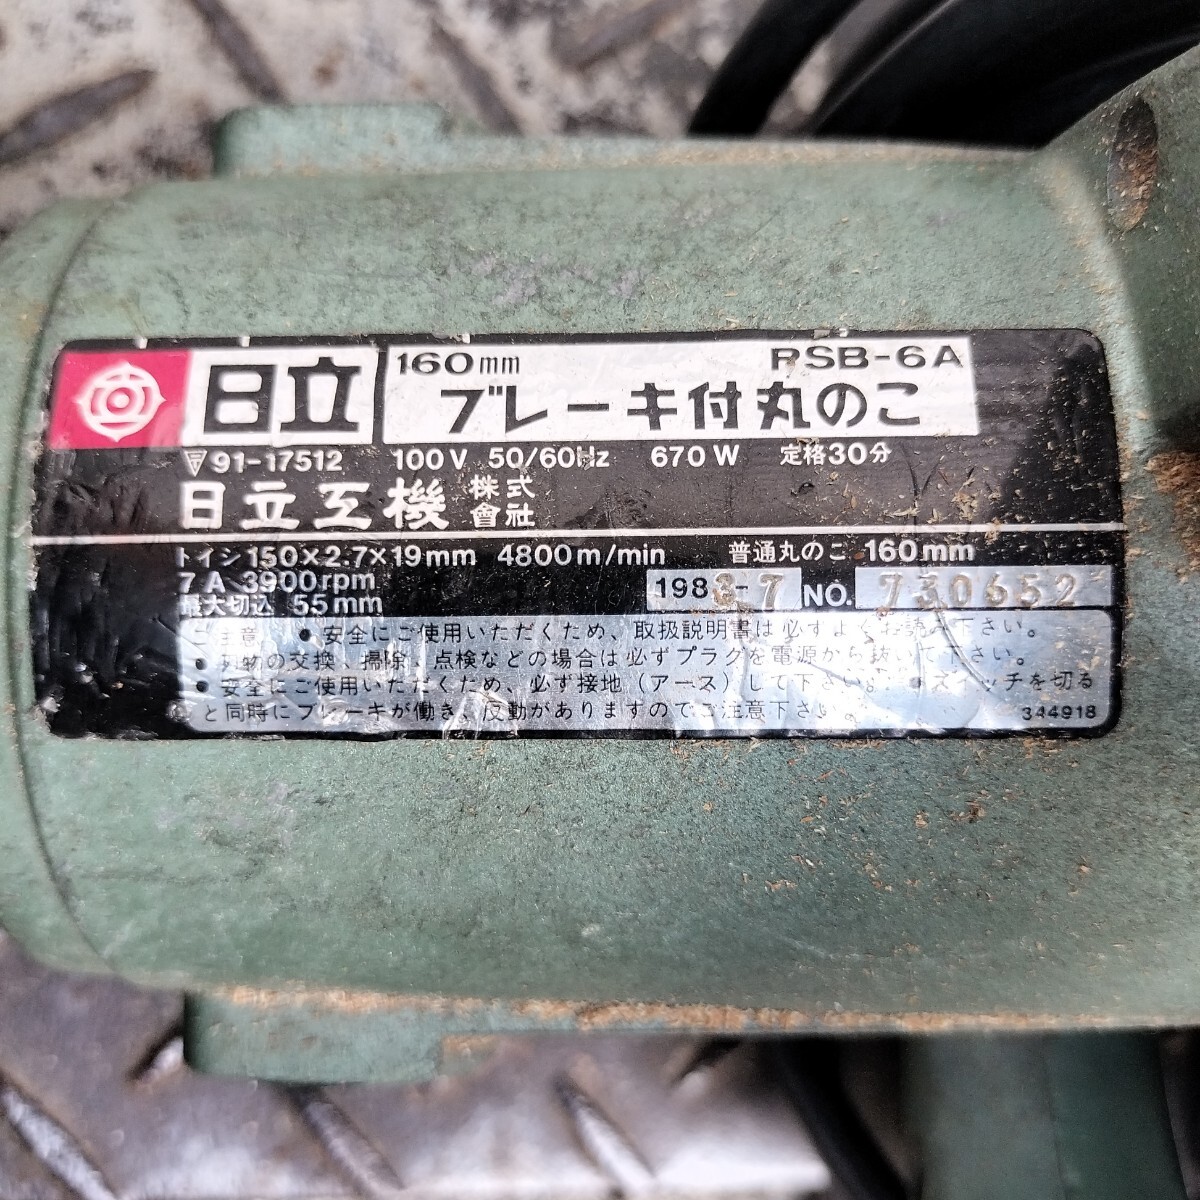 日立
160mm PSB-6A
ブレーキ付丸のこ
91-17512 100V 50/60Hz 670W 定格30分
日立工機 株式會社
トイシ 150×2.7×19mm 4800m/min 普通丸のこ 160mm
7A 3900rpm
1983-7 NO. 730652
最大切込 55mm
ご注意 ●安全にご使用いただくため、取扱説明書は必ずよくお読み下さい。
●刃物の交換、掃除、点検などの場合は必ずプラグを電源から抜いて下さい。
●安全にご使用いただくため、必ず接地(アース)して下さい。●スイッチを切る
と同時にブレーキが働き、反動がありますのでご注意下さい。 344918